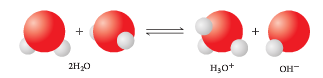 + ⇌ +
2H₂O H₃O⁺ OH⁻